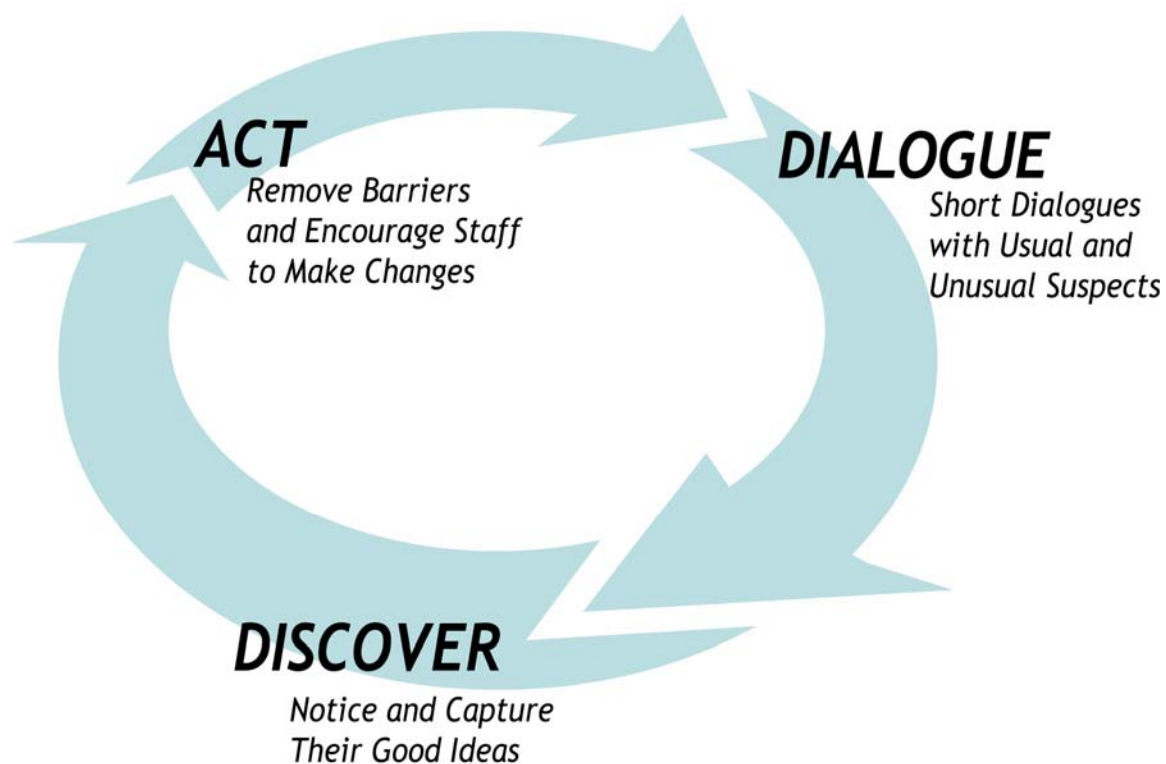 ACT
Remove Barriers
and Encourage Staff
to Make Changes
DIALOGUE
Short Dialogues
with Usual and
Unusual Suspects
DISCOVER
Notice and Capture
Their Good Ideas